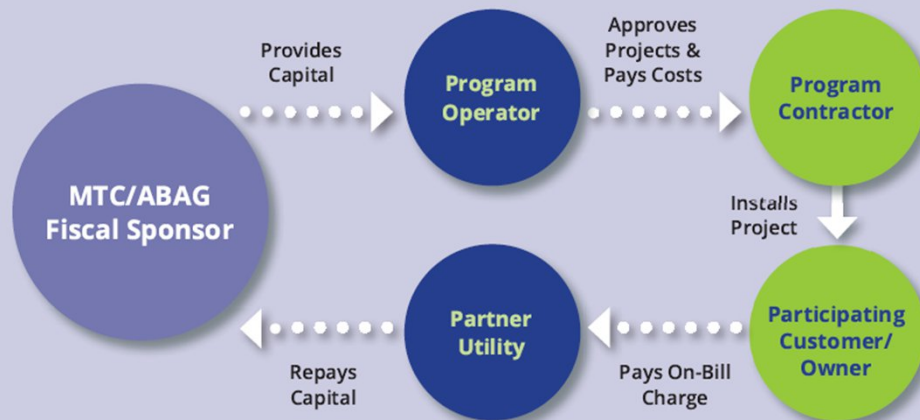 Provides
Capital
Program
Operator
Approves
Projects &
Pays Costs
Program
Contractor
MTC/ABAG
Fiscal Sponsor
Installs
Project
Participating
Customer/
Owner
Pays On-Bill
Charge
Partner
Utility
Repays
Capital